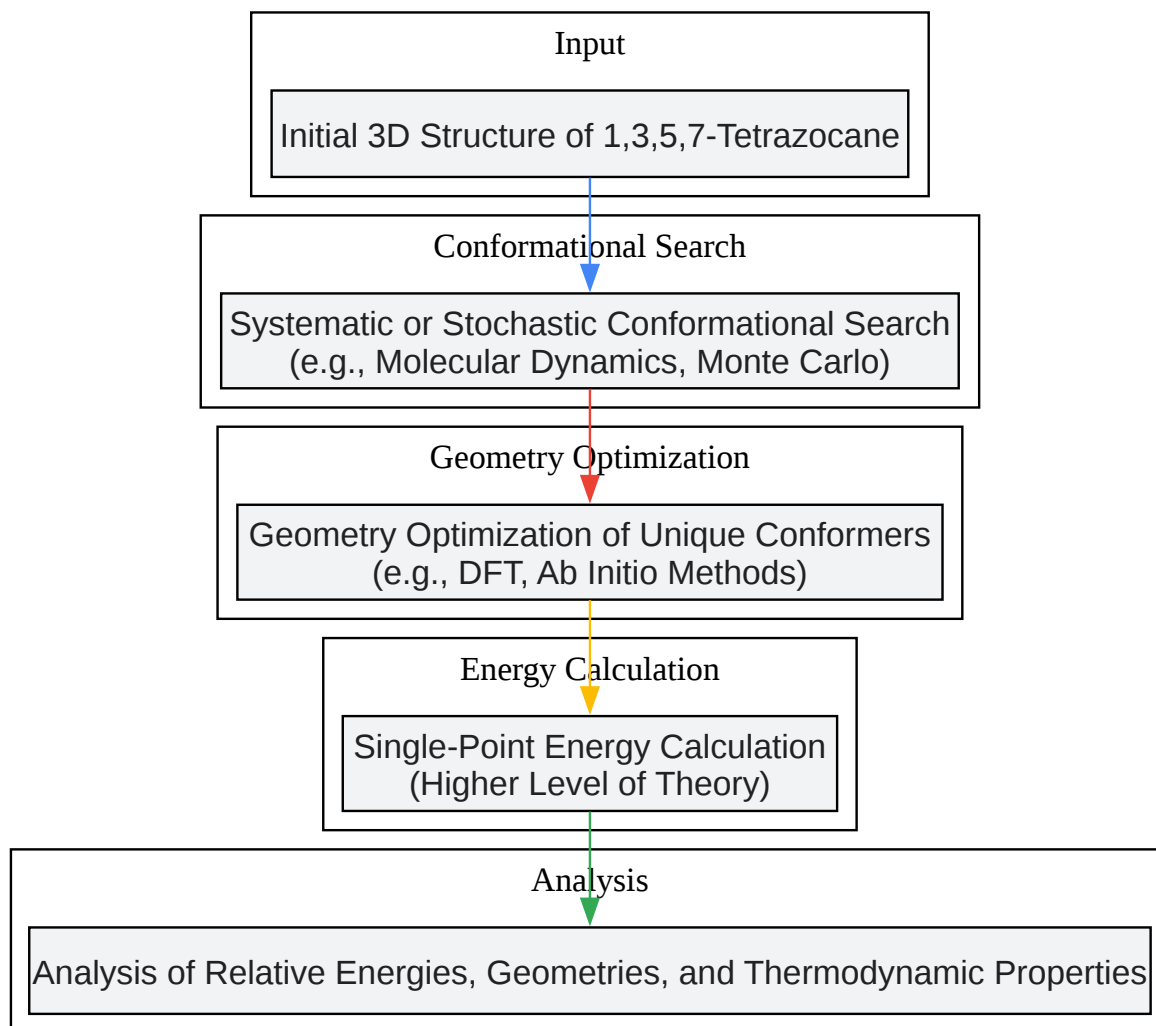 Input
Initial 3D Structure of 1,3,5,7-Tetrazocane
Conformational Search
Systematic or Stochastic Conformational Search
(e.g., Molecular Dynamics, Monte Carlo)
Geometry Optimization
Geometry Optimization of Unique Conformers
(e.g., DFT, Ab Initio Methods)
Energy Calculation
Single-Point Energy Calculation
(Higher Level of Theory)
Analysis
Analysis of Relative Energies, Geometries, and Thermodynamic Properties